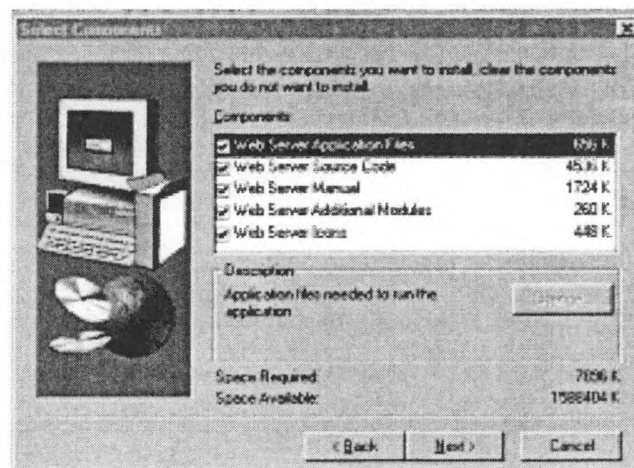 Select Components
Select the components you want to install, clear the components
you do not want to install.
Components
Web Server Application Files K
Web Server Source Code 4536 K
Web Server Manual 1724 K
Web Server Additional Modules 260 K
Web Server Icons 448 K
Description
Application files needed to run the
application
Space Required: K
Space Available: 1588404 K
< Back Next > Cancel